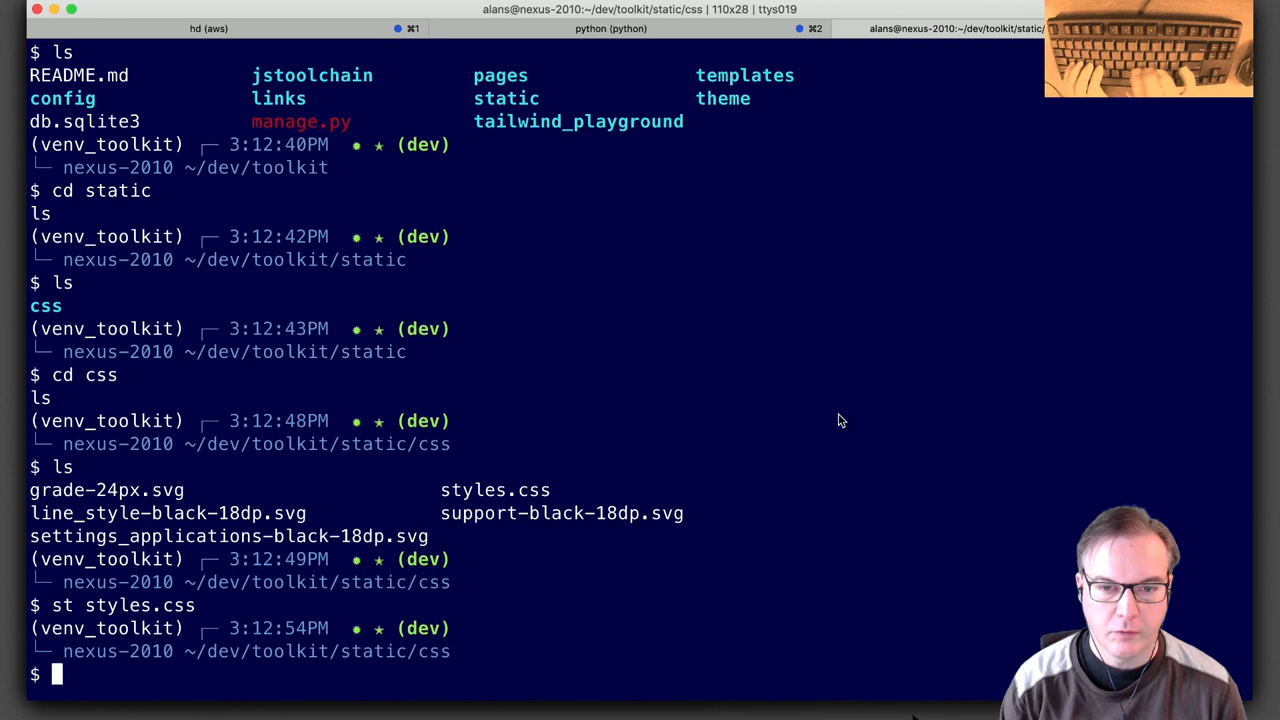 alans@nexus-2010:~/dev/toolkit/static/css | 110x28 | ttys019
hd (aws) ⌘1 python (python) ⌘2 alans@nexus-2010:~/dev/toolkit/static/
$ ls
README.md jstoolchain pages templates
config links static theme
db.sqlite3 manage.py tailwind_playground
(venv_toolkit) ┌─ 3:12:40PM ✹ ★ (dev)
└─ nexus-2010 ~/dev/toolkit
$ cd static
ls
(venv_toolkit) ┌─ 3:12:42PM ✹ ★ (dev)
└─ nexus-2010 ~/dev/toolkit/static
$ ls
css
(venv_toolkit) ┌─ 3:12:43PM ✹ ★ (dev)
└─ nexus-2010 ~/dev/toolkit/static
$ cd css
ls
(venv_toolkit) ┌─ 3:12:48PM ✹ ★ (dev)
└─ nexus-2010 ~/dev/toolkit/static/css
$ ls
grade-24px.svg styles.css
line_style-black-18dp.svg support-black-18dp.svg
settings_applications-black-18dp.svg
(venv_toolkit) ┌─ 3:12:49PM ✹ ★ (dev)
└─ nexus-2010 ~/dev/toolkit/static/css
$ st styles.css
(venv_toolkit) ┌─ 3:12:54PM ✹ ★ (dev)
└─ nexus-2010 ~/dev/toolkit/static/css
$